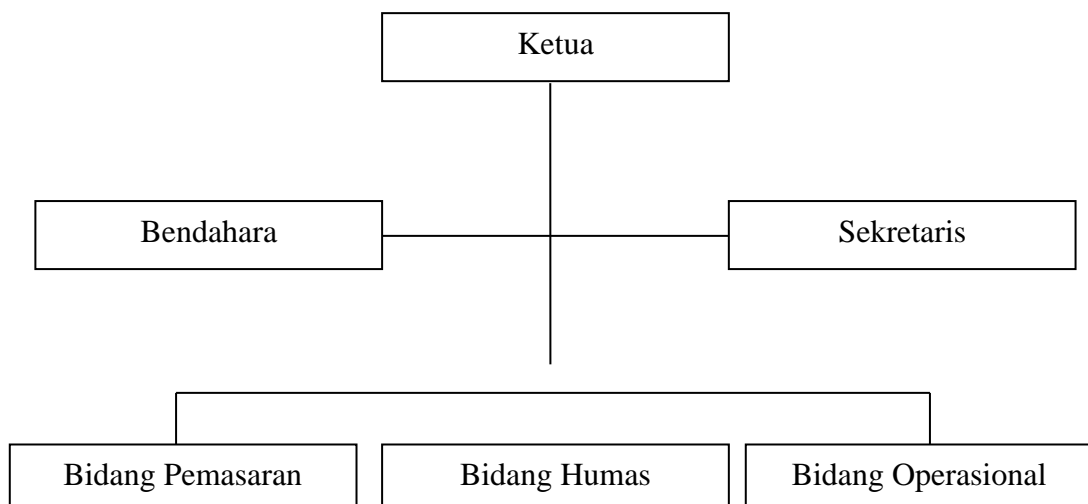 Ketua
Bendahara
Sekretaris
Bidang Pemasaran
Bidang Humas
Bidang Operasional